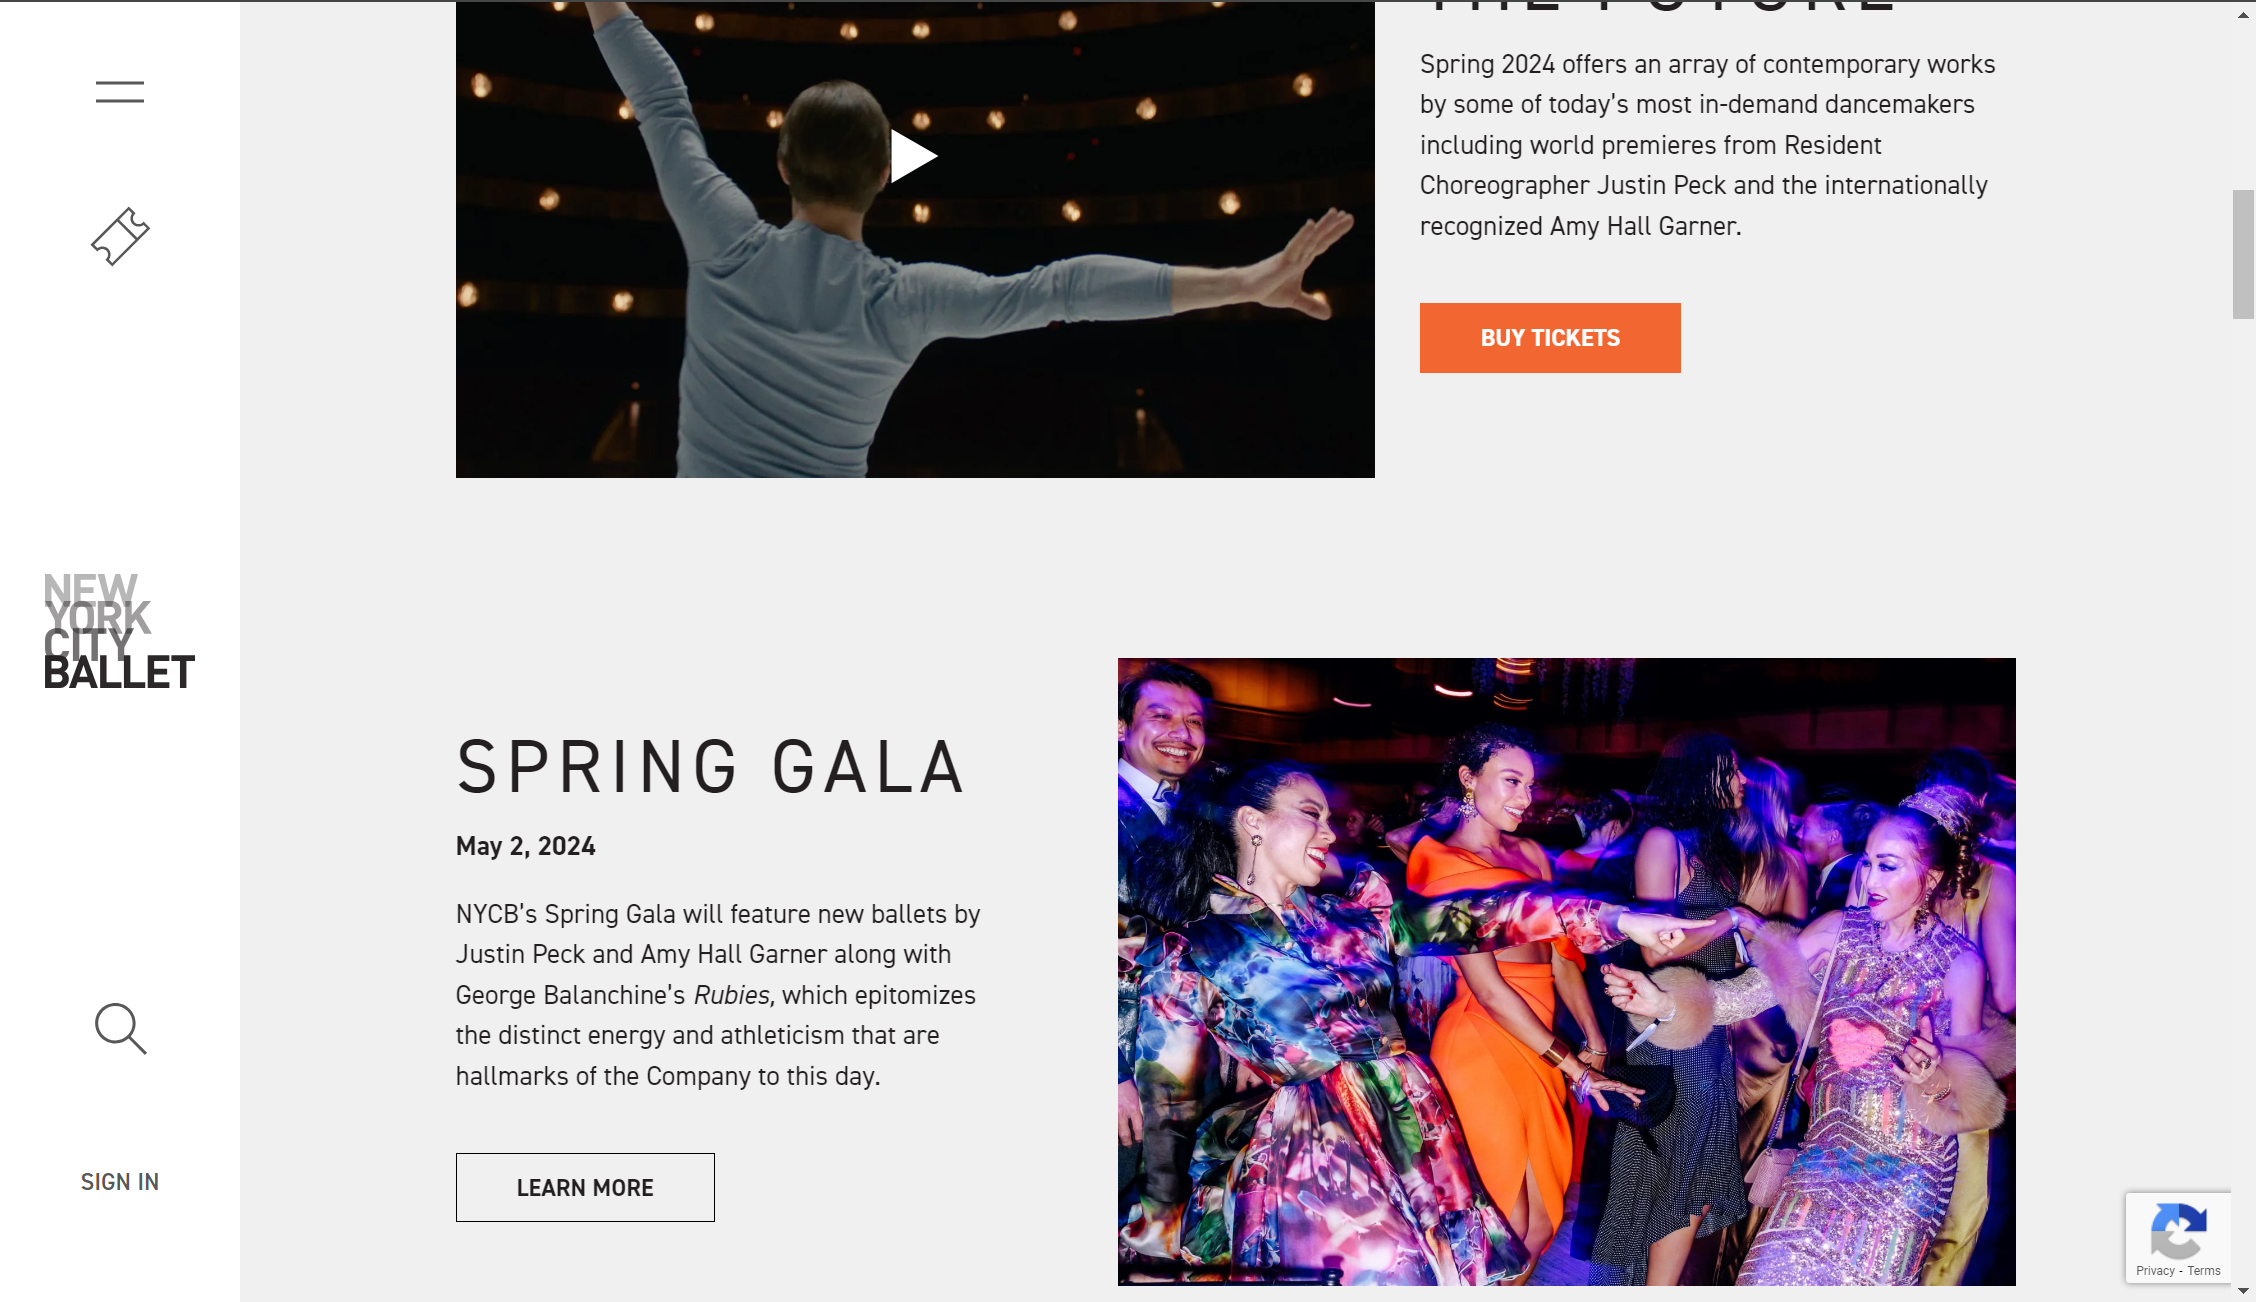 THE FUTURE
Spring 2024 offers an array of contemporary works
by some of today's most in-demand dancemakers
including world premieres from Resident
Choreographer Justin Peck and the internationally
recognized Amy Hall Garner.
BUY TICKETS
NEW
YORK
CITY
BALLET
SPRING GALA
May 2, 2024
NYCB's Spring Gala will feature new ballets by
Justin Peck and Amy Hall Garner along with
George Balanchine's Rubies, which epitomizes
the distinct energy and athleticism that are
hallmarks of the Company to this day.
LEARN MORE
SIGN IN
Privacy - Terms